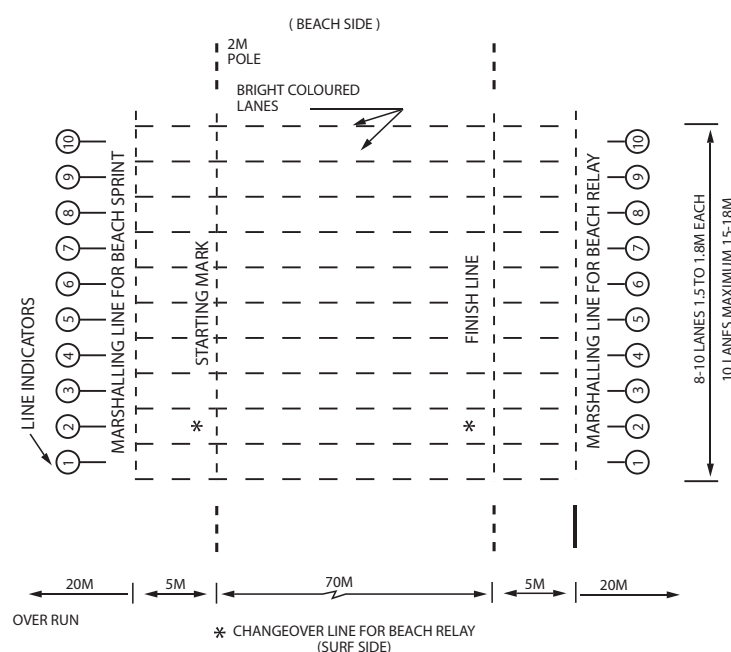 ( BEACH SIDE )
2M
POLE
BRIGHT COLOURED
LANES
10
9
8
7
6
5
4
3
2
1
LINE INDICATORS
MARSHALLING LINE FOR BEACH SPRINT
STARTING MARK
FINISH LINE
MARSHALLING LINE FOR BEACH RELAY
10
9
8
7
6
5
4
3
2
1
8-10 LANES 1.5 TO 1.8M EACH
10 LANES MAXIMUM 15-18M
*
*
20M
5M
70M
5M
20M
OVER RUN
* CHANGEOVER LINE FOR BEACH RELAY
(SURF SIDE)